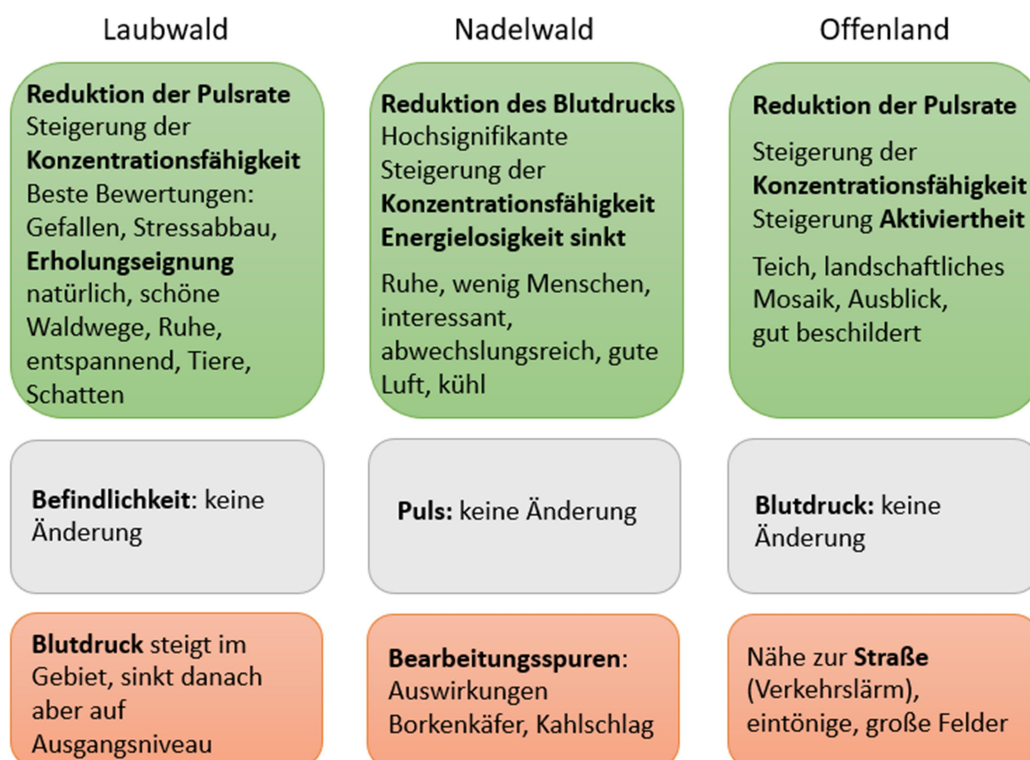 Laubwald
Reduktion der Pulsrate
Steigerung der
Konzentrationsfähigkeit
Beste Bewertungen:
Gefallen, Stressabbau,
Erholungseignung
natürlich, schöne
Waldwege, Ruhe,
entspannend, Tiere,
Schatten
Befindlichkeit: keine
Änderung
Blutdruck steigt im
Gebiet, sinkt danach
aber auf
Ausgangsniveau
Nadelwald
Reduktion des Blutdrucks
Hochsignifikante
Steigerung der
Konzentrationsfähigkeit
Energielosigkeit sinkt
Ruhe, wenig Menschen,
interessant,
abwechslungsreich, gute
Luft, kühl
Puls: keine Änderung
Bearbeitungsspuren:
Auswirkungen
Borkenkäfer, Kahlschlag
Offenland
Reduktion der Pulsrate
Steigerung der
Konzentrationsfähigkeit
Steigerung Aktiviertheit
Teich, landschaftliches
Mosaik, Ausblick,
gut beschildert
Blutdruck: keine
Änderung
Nähe zur Straße
(Verkehrslärm),
eintönige, große Felder